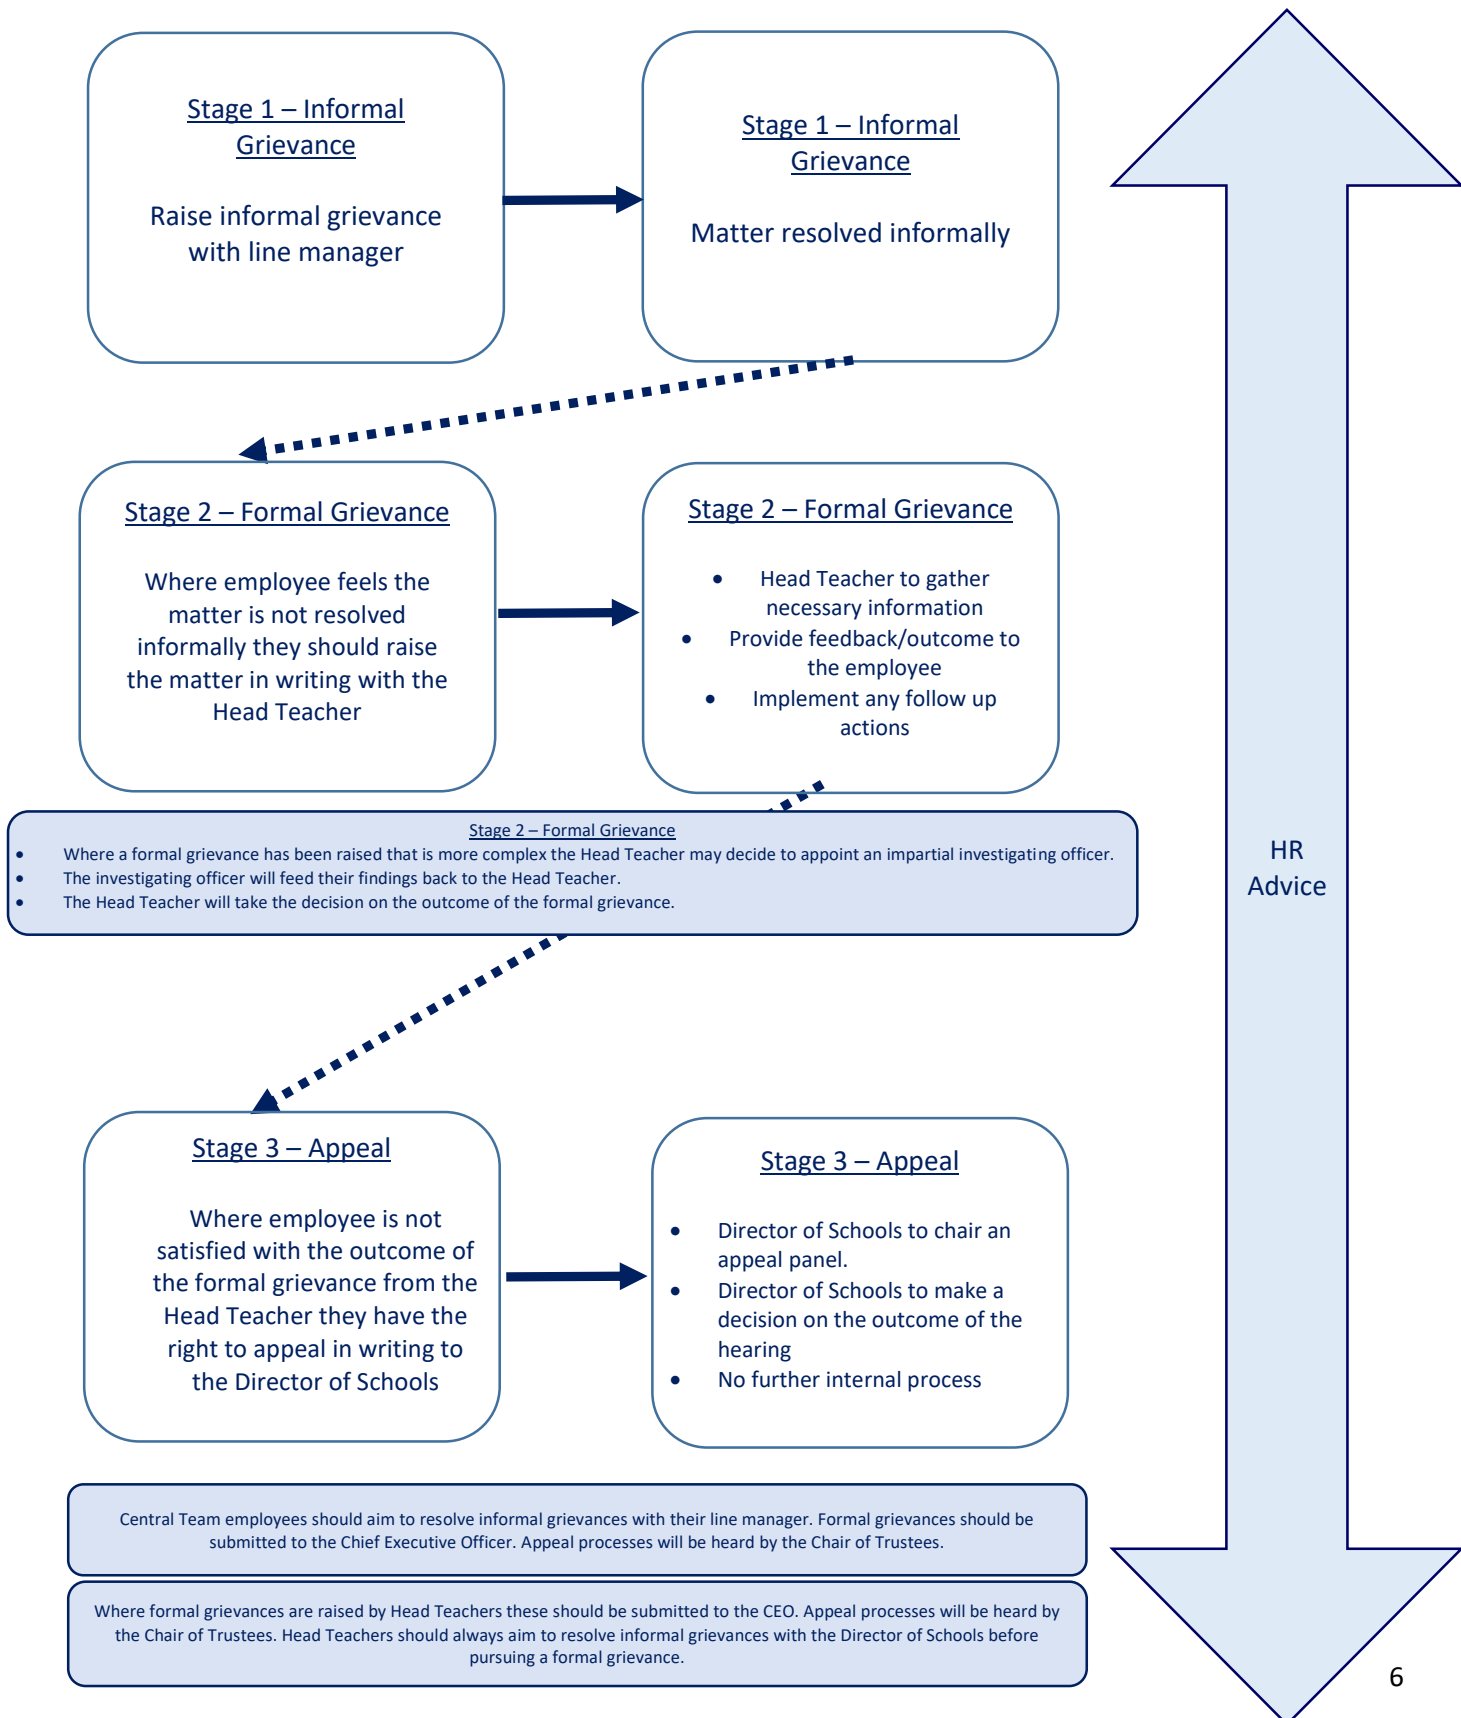 Stage 1 – Informal
Grievance
Raise informal grievance
with line manager
Stage 1 – Informal
Grievance
Matter resolved informally
Stage 2 – Formal Grievance
Where employee feels the
matter is not resolved
informally they should raise
the matter in writing with the
Head Teacher
Stage 2 – Formal Grievance
• Head Teacher to gather
necessary information
• Provide feedback/outcome to
the employee
• Implement any follow up
actions
Stage 2 – Formal Grievance
• Where a formal grievance has been raised that is more complex the Head Teacher may decide to appoint an impartial investigating officer.
• The investigating officer will feed their findings back to the Head Teacher.
• The Head Teacher will take the decision on the outcome of the formal grievance.
HR
Advice
Stage 3 – Appeal
Where employee is not
satisfied with the outcome of
the formal grievance from the
Head Teacher they have the
right to appeal in writing to
the Director of Schools
Stage 3 – Appeal
• Director of Schools to chair an
appeal panel.
• Director of Schools to make a
decision on the outcome of the
hearing
• No further internal process
Central Team employees should aim to resolve informal grievances with their line manager. Formal grievances should be
submitted to the Chief Executive Officer. Appeal processes will be heard by the Chair of Trustees.
Where formal grievances are raised by Head Teachers these should be submitted to the CEO. Appeal processes will be heard by
the Chair of Trustees. Head Teachers should always aim to resolve informal grievances with the Director of Schools before
pursuing a formal grievance.
6